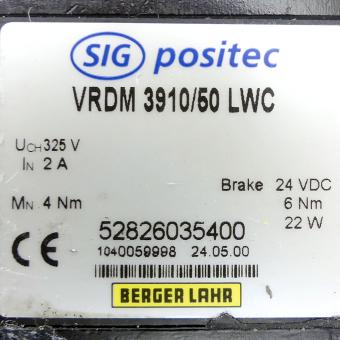 SIG positec
VRDM 3910/50 LWC
UCH 325 V
IN 2 A
Brake 24 VDC
MN 4 Nm
6 Nm
22 W
52826035400
CE
1040059998 24.05.00
BERGER LAHR